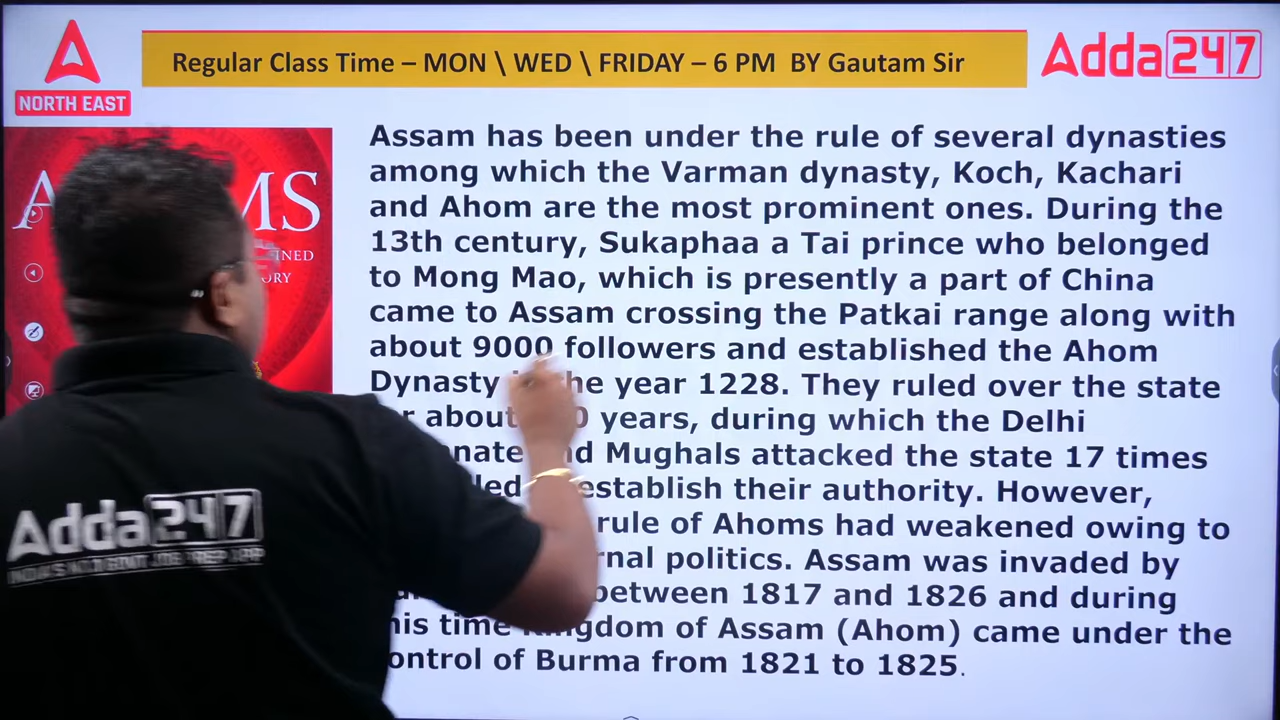 Regular Class Time – MON \ WED \ FRIDAY – 6 PM BY Gautam Sir
Adda247
NORTH EAST
Assam has been under the rule of several dynasties
among which the Varman dynasty, Koch, Kachari
and Ahom are the most prominent ones. During the
13th century, Sukaphaa a Tai prince who belonged
to Mong Mao, which is presently a part of China
came to Assam crossing the Patkai range along with
about 9000 followers and established the Ahom
Dynasty the year 1228. They ruled over the state
about years, during which the Delhi
Mughals attacked the state 17 times
establish their authority. However,
rule of Ahoms had weakened owing to
politics. Assam was invaded by
between 1817 and 1826 and during
time of Assam (Ahom) came under the
of Burma from 1821 to 1825.
Adda247